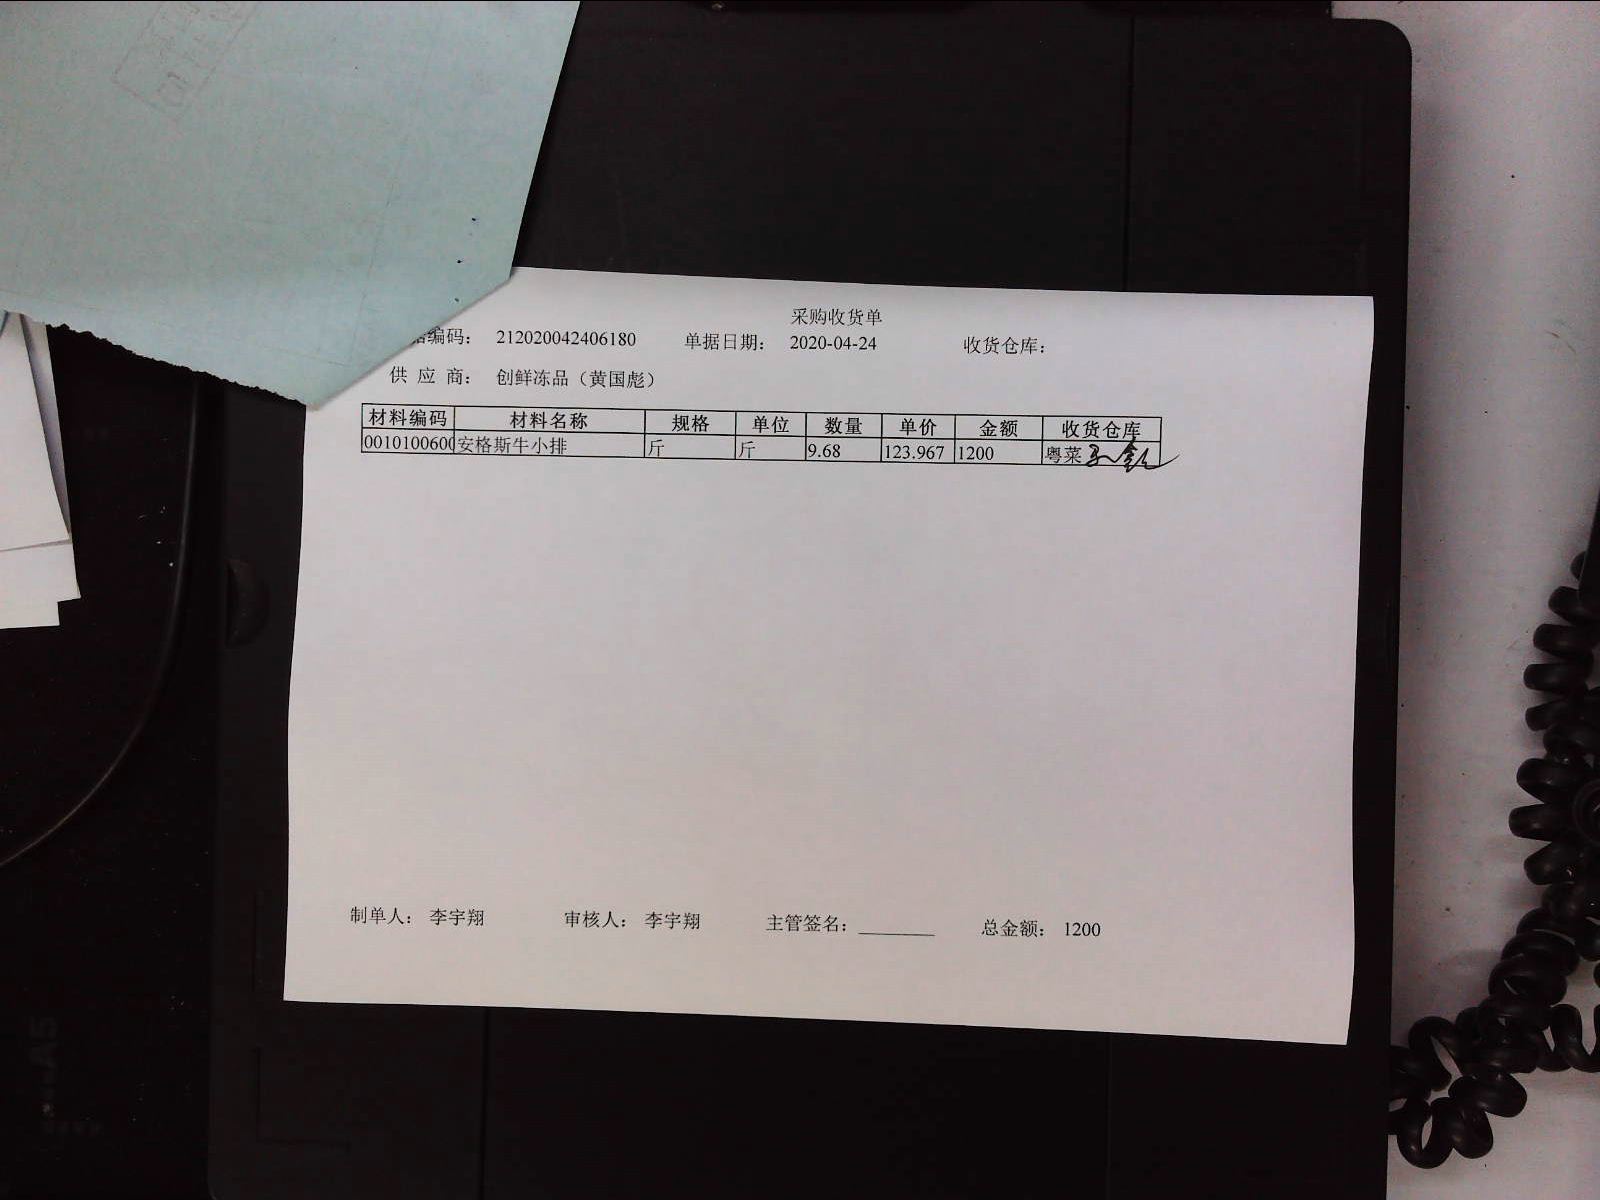 采购收货单
编码： 212020042406180 单据日期： 2020-04-24 收货仓库：
供 应 商： 创鲜冻品（黄国彪）
材料编码 材料名称 规格 单位 数量 单价 金额 收货仓库
0010100600 安格斯牛小排 斤 斤 9.68 123.967 1200 粤菜
制单人： 李宇翔 审核人： 李宇翔 主管签名： 总金额： 1200